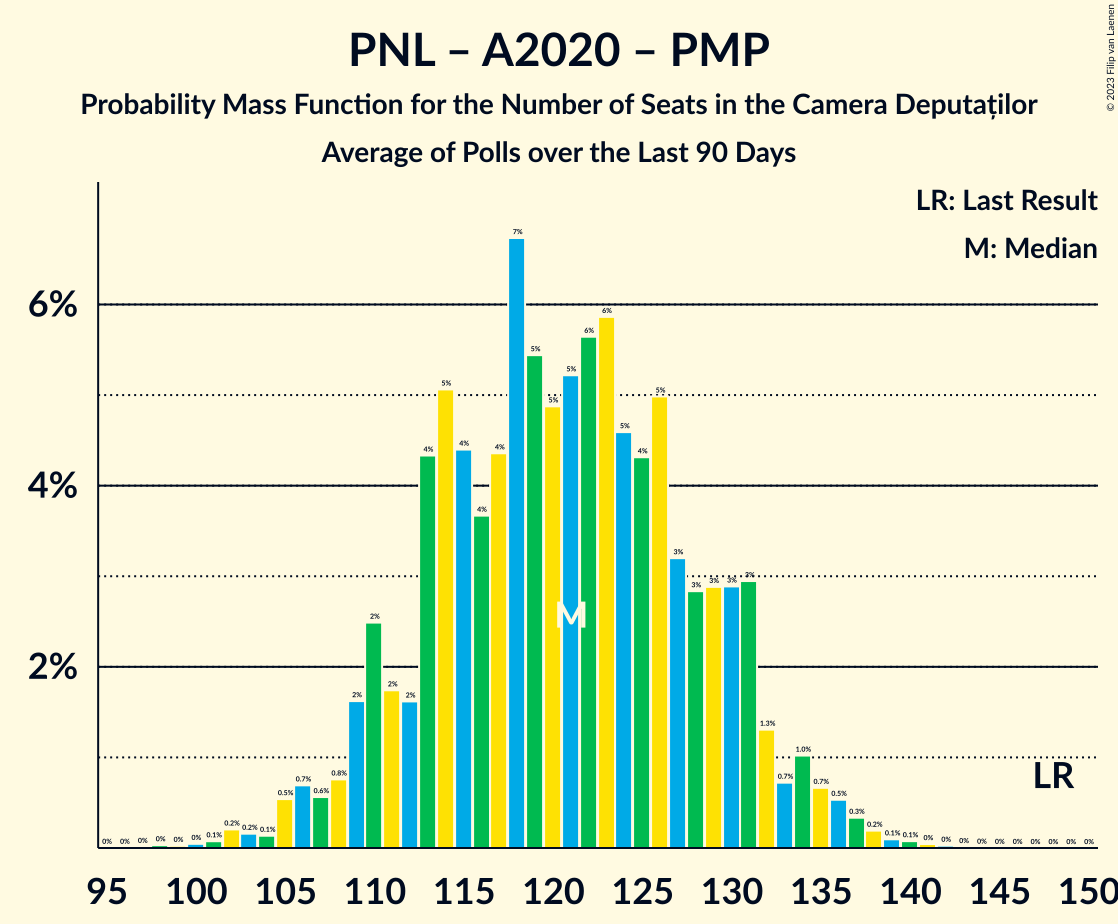 PNL – A2020 – PMP
Probability Mass Function for the Number of Seats in the Camera Deputaților
Average of Polls over the Last 90 Days
© 2023 Filip van Laenen
LR: Last Result
M: Median
6%
4%
2%
0% 0% 0% 0% 0% 0% 0.1% 0.2% 0.2% 0.1% 0.5% 0.7% 0.6% 0.8% 2% 2% 2% 2% 4% 5% 4% 4% 4% 7% 5% 5% 5% 6% 6% 5% 4% 5% 3% 3% 3% 3% 3% 1.3% 0.7% 1.0% 0.7% 0.5% 0.3% 0.2% 0.1% 0.1% 0% 0% 0% 0% 0% 0% 0% 0% 0% 0%
M
LR
95 100 105 110 115 120 125 130 135 140 145 150